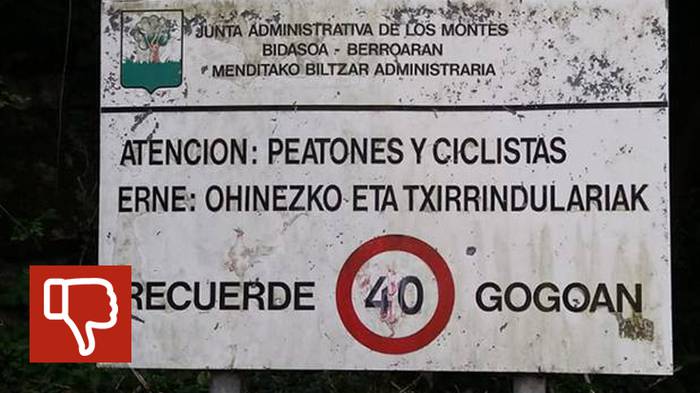 JUNTA ADMINISTRATIVA DE LOS MONTES
BIDASOA - BERROARAN
MENDITAKO BILTZAR ADMINISTRARIA
ATENCION: PEATONES Y CICLISTAS
ERNE: OHINEZKO ETA TXIRRINDULARIAK
RECUERDE 40 GOGOAN